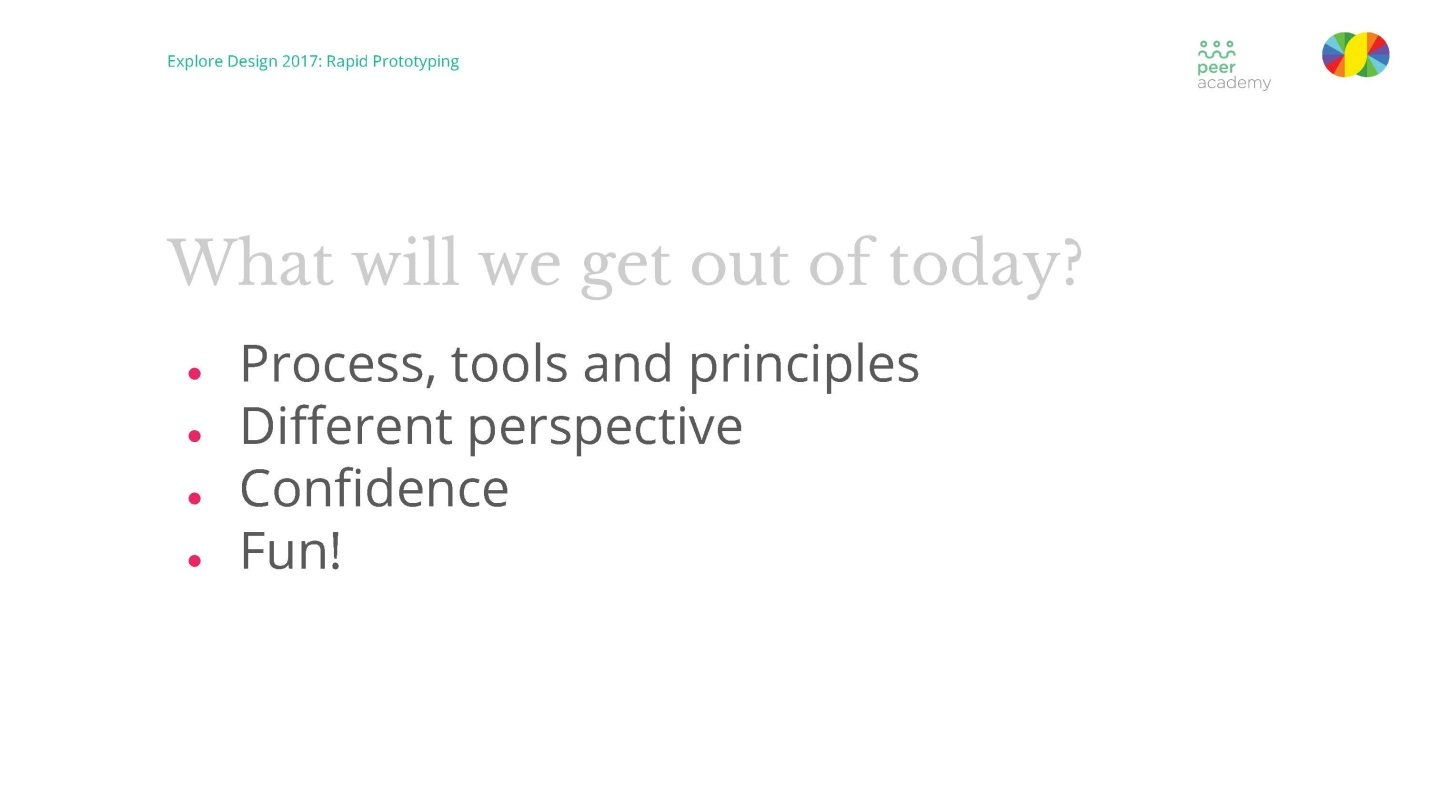 Explore Design 2017: Rapid Prototyping
peer
academy
What will we get out of today?
Process, tools and principles
Different perspective
Confidence
Fun!